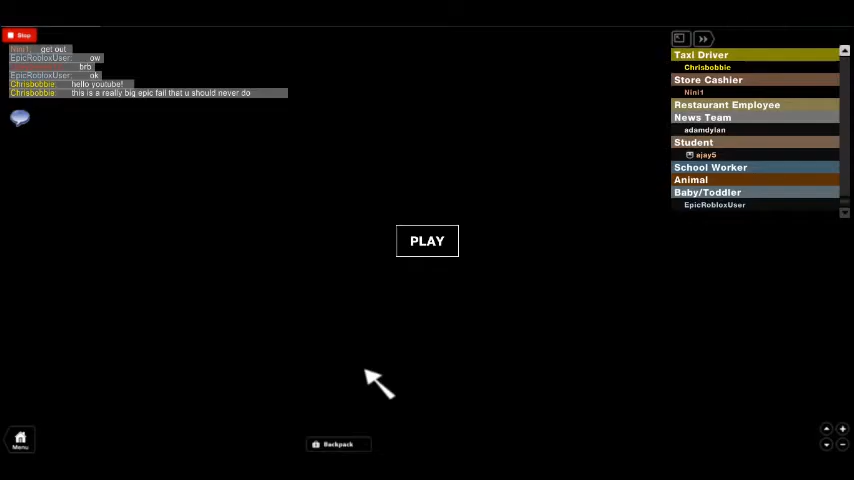 Stop
Nini1: get out
EpicRobloxUser: ow
brb
EpicRobloxUser: ok
Chrisbobbie: hello youtube!
Chrisbobbie: this is a really big epic fail that u should never do
Taxi Driver
Chrisbobbie
Store Cashier
Nini1
Restaurant Employee
News Team
adamdylan
Student
ajay5
School Worker
Animal
Baby/Toddler
EpicRobloxUser
PLAY
Menu
Backpack